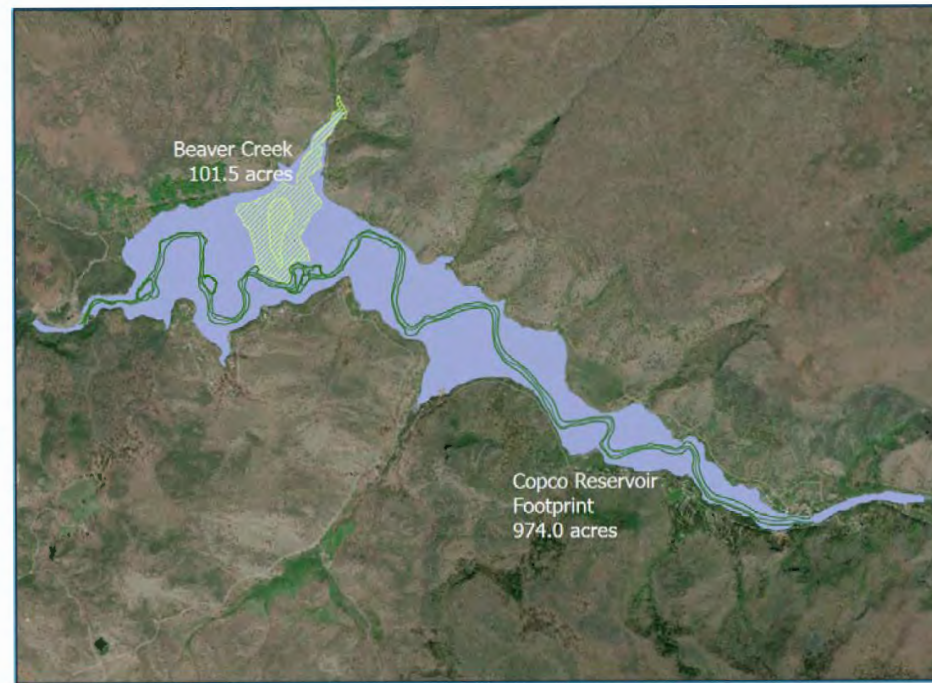 Beaver Creek
101.5 acres
Copco Reservoir
Footprint
974.0 acres